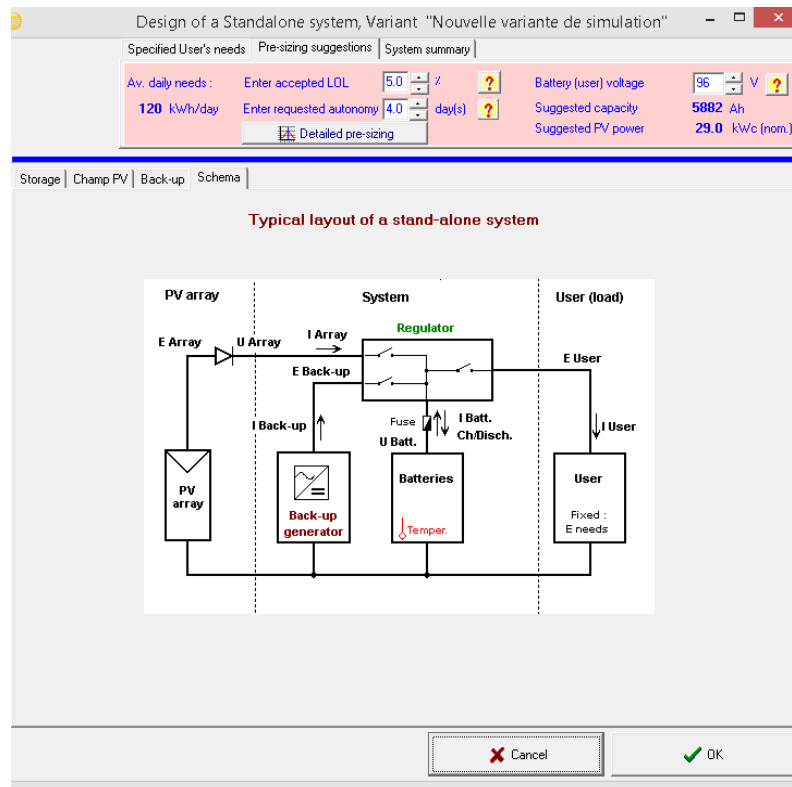 Design of a Standalone system, Variant "Nouvelle variante de simulation"
Specified User's needs Pre-sizing suggestions System summary
Av. daily needs : Enter accepted LOL 5.0 % ? Battery (user) voltage 96 V ?
120 kWh/day Enter requested autonomy 4.0 day(s) ? Suggested capacity 5882 Ah
Detailed pre-sizing Suggested PV power 29.0 kWc (nom.)
Storage Champ PV Back-up Schema
Typical layout of a stand-alone system
PV array System User (load)
E Array U Array I Array Regulator E User
E Back-up
I Back-up Fuse I Batt. I User
U Batt. Ch/Disch.
PV array
Batteries
User
Back-up generator
Temper.
Fixed :
E needs
Cancel OK